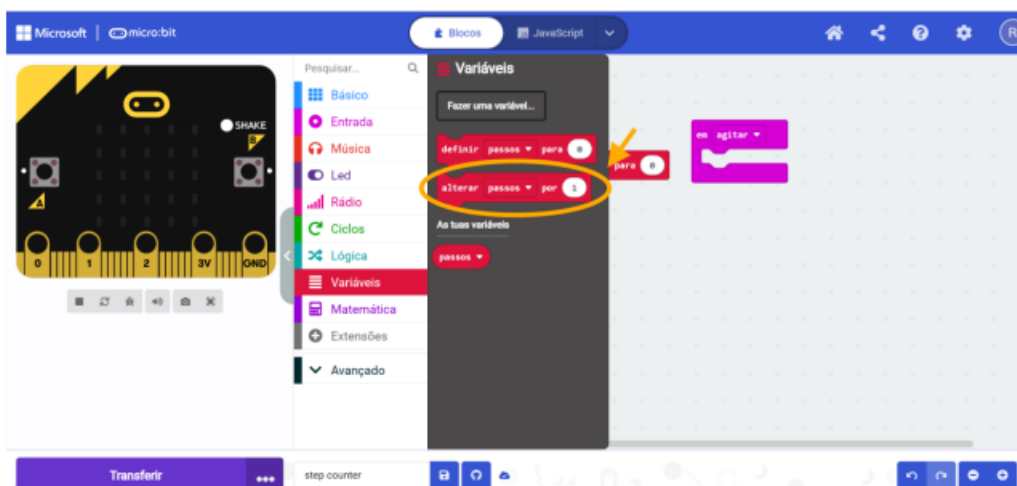 Microsoft | micro:bit
Blocos
JavaScript
R
SHAKE
B
A
0 1 2 3V GND
Pesquisar...
Básico
Entrada
Música
Led
Rádio
Ciclos
Lógica
Variáveis
Matemática
Extensões
Avançado
Variáveis
Fazer uma variável...
definir passos para 0
alterar passos por 1
As tuas variáveis
passos
para 0
em agitar
Transferir
step counter